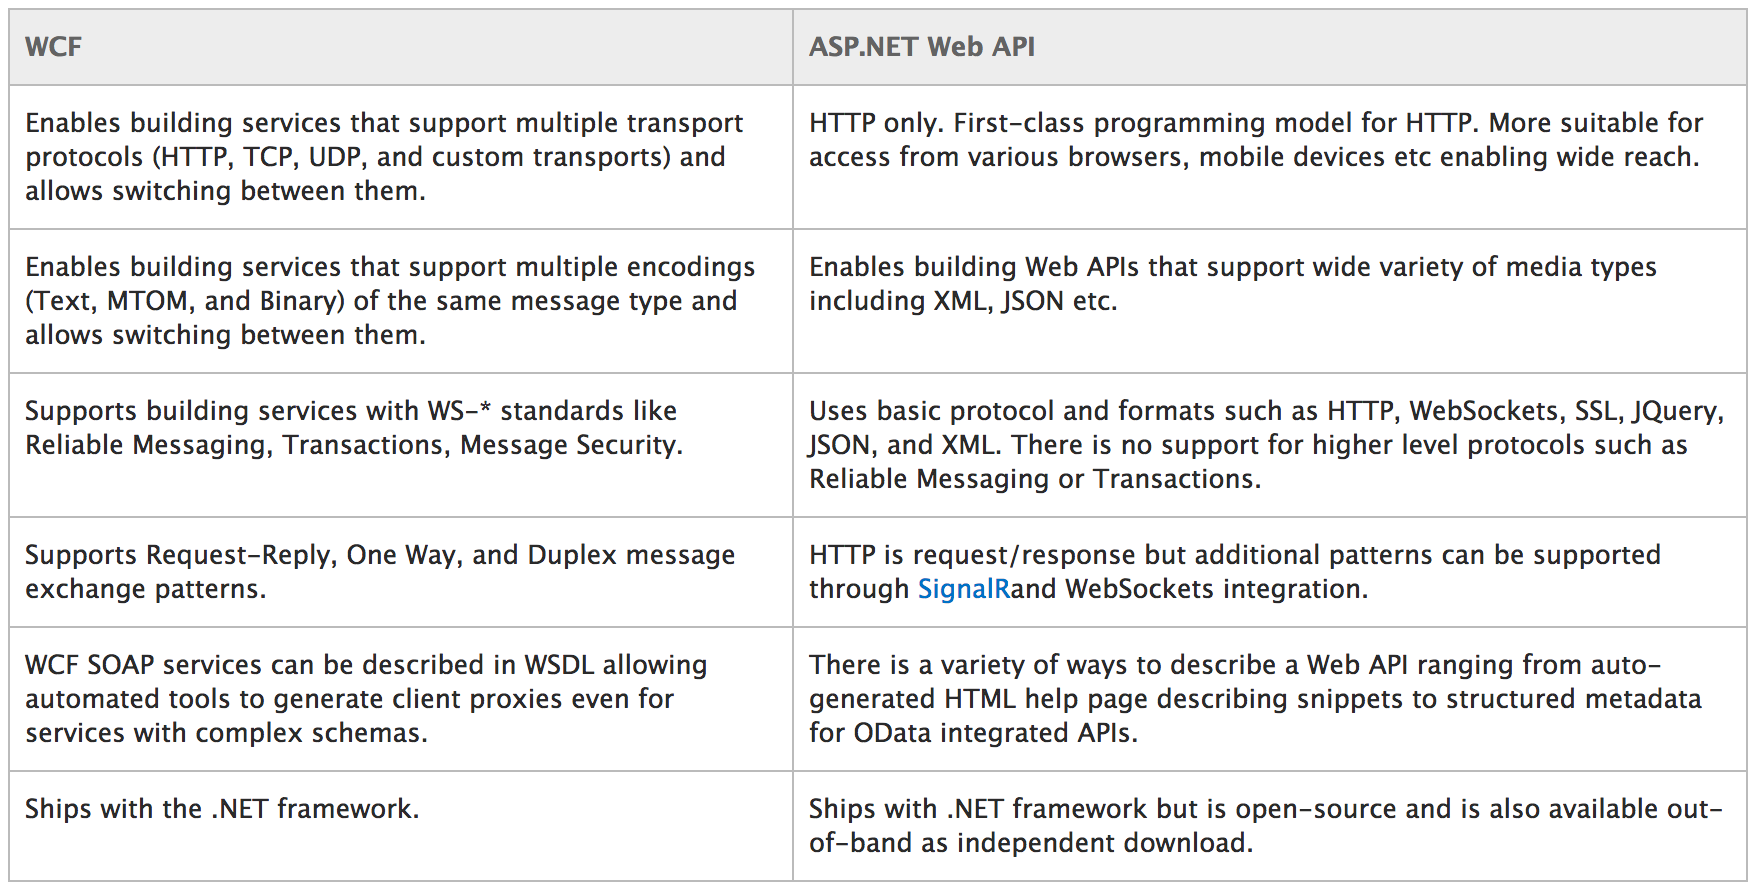 WCF
ASP.NET Web API
Enables building services that support multiple transport
protocols (HTTP, TCP, UDP, and custom transports) and
allows switching between them.
HTTP only. First-class programming model for HTTP. More suitable for
access from various browsers, mobile devices etc enabling wide reach.
Enables building services that support multiple encodings
(Text, MTOM, and Binary) of the same message type and
allows switching between them.
Enables building Web APIs that support wide variety of media types
including XML, JSON etc.
Supports building services with WS-* standards like
Reliable Messaging, Transactions, Message Security.
Uses basic protocol and formats such as HTTP, WebSockets, SSL, JQuery,
JSON, and XML. There is no support for higher level protocols such as
Reliable Messaging or Transactions.
Supports Request-Reply, One Way, and Duplex message
exchange patterns.
HTTP is request/response but additional patterns can be supported
through SignalRand WebSockets integration.
WCF SOAP services can be described in WSDL allowing
automated tools to generate client proxies even for
services with complex schemas.
There is a variety of ways to describe a Web API ranging from auto-
generated HTML help page describing snippets to structured metadata
for OData integrated APIs.
Ships with the .NET framework.
Ships with .NET framework but is open-source and is also available out-
of-band as independent download.